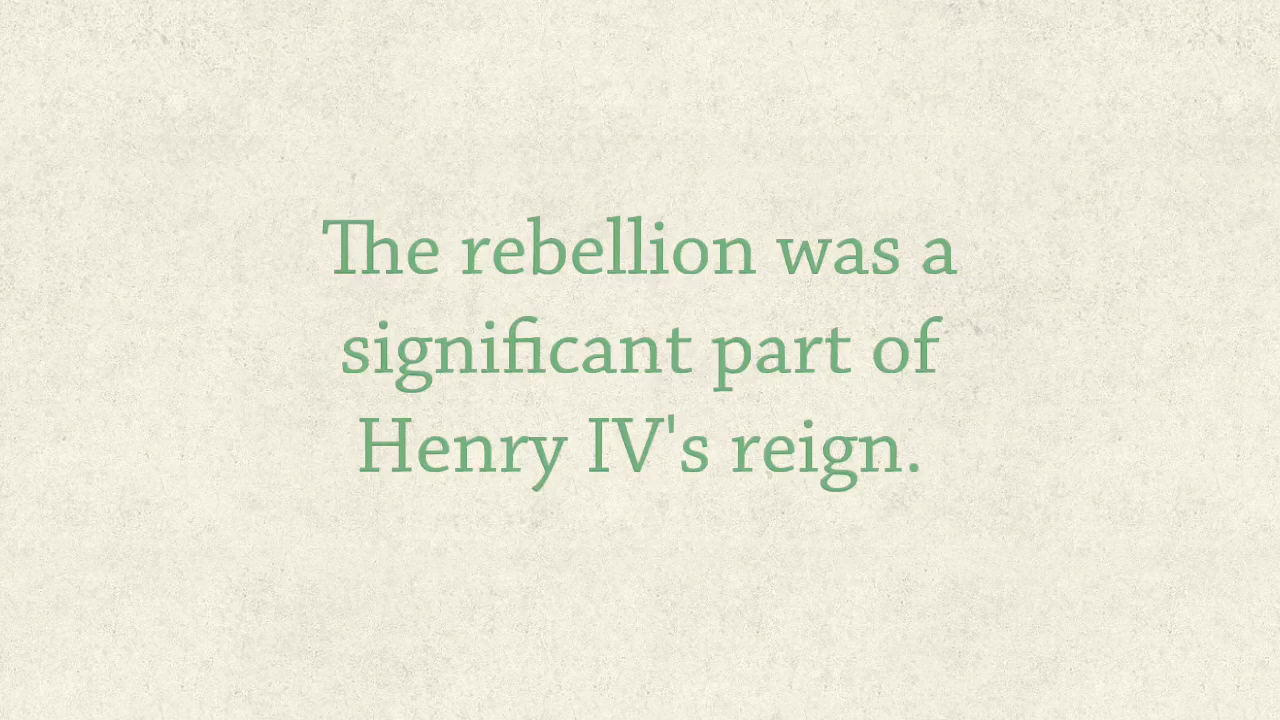 The rebellion was a
significant part of
Henry IV's reign.